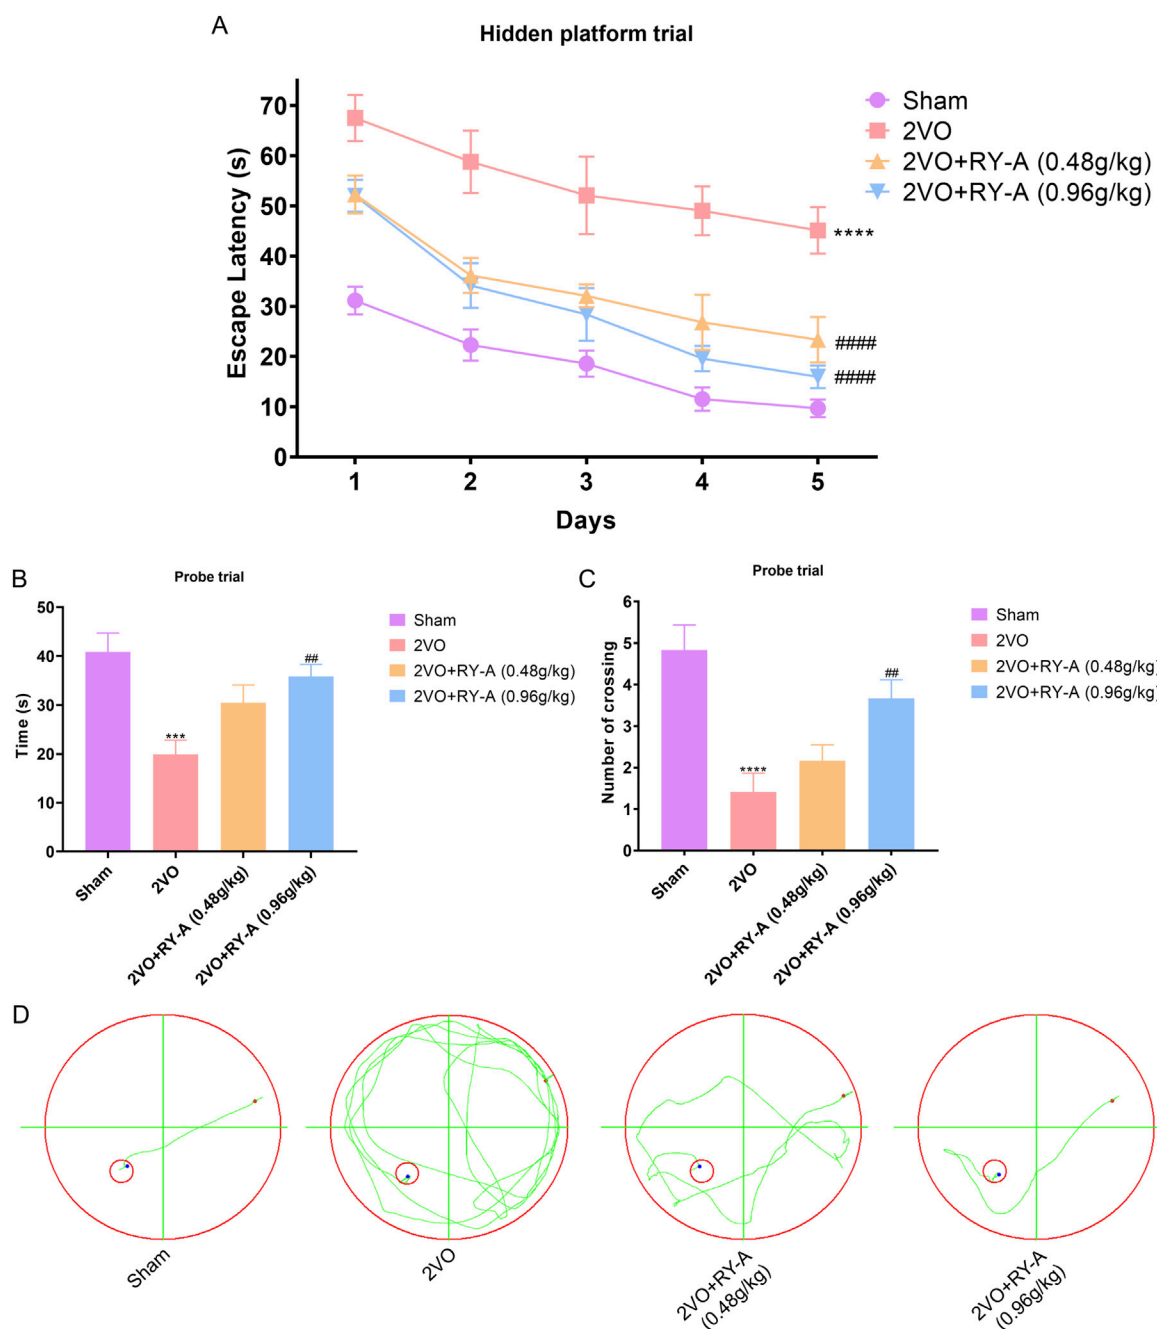 A
Hidden platform trial
Escape Latency (s)
70
60
50
40
30
20
10
0
1 2 3 4 5
Days
Sham
2VO
2VO+RY-A (0.48g/kg)
2VO+RY-A (0.96g/kg)
****
####
####
B
Probe trial
Time (s)
50
40
30
20
10
0
***
##
Sham
2VO
2VO+RY-A (0.48g/kg)
2VO+RY-A (0.96g/kg)
Sham
2VO
2VO+RY-A (0.48g/kg)
2VO+RY-A (0.96g/kg)
C
Probe trial
Number of crossing
6
5
4
3
2
1
0
****
##
Sham
2VO
2VO+RY-A (0.48g/kg)
2VO+RY-A (0.96g/kg)
Sham
2VO
2VO+RY-A (0.48g/kg)
2VO+RY-A (0.96g/kg)
D
Sham
2VO
2VO+RY-A
(0.48g/kg)
2VO+RY-A
(0.96g/kg)